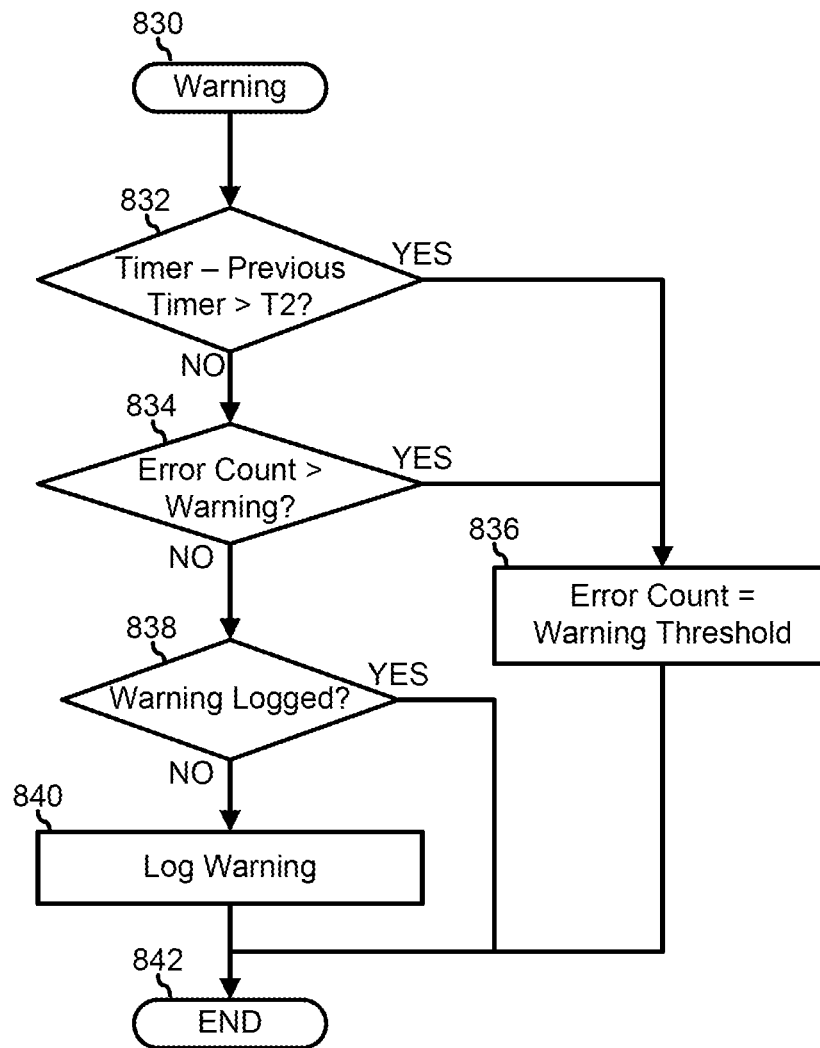 830
Warning
832
YES
Timer – Previous
Timer > T2?
NO
834
YES
Error Count >
Warning?
NO
836
Error Count =
Warning Threshold
838
YES
Warning Logged?
NO
840
Log Warning
842
END